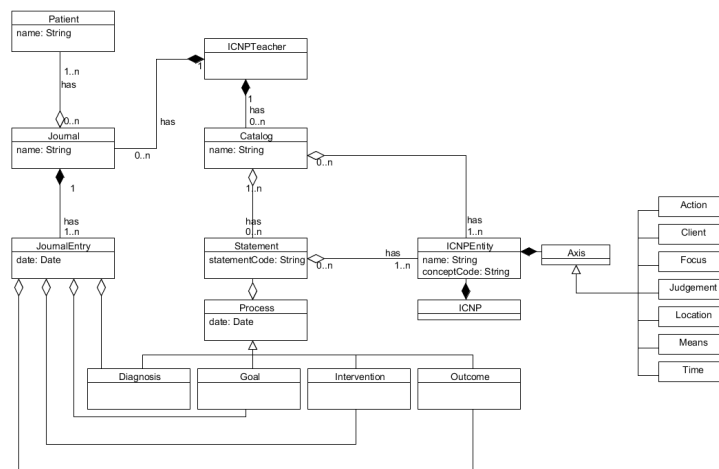 Patient
name: String
ICNPTeacher
1..n
has
1
1
has
has
0..n
0..n
Journal
name: String
0..n
Catalog
name: String
0..n
1
1..n
has
1..n
has
0..n
has
1..n
JournalEntry
date: Date
Statement
statementCode: String
0..n
has
1..n
ICNPEntity
name: String
conceptCode: String
Axis
Action
Client
Focus
Judgement
Location
Means
Time
Process
date: Date
ICNP
Diagnosis
Goal
Intervention
Outcome